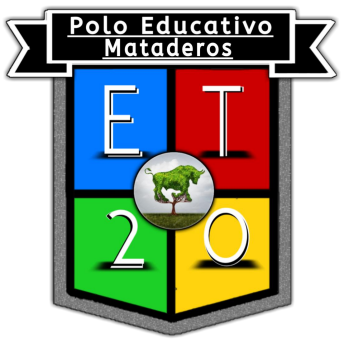 Polo Educativo
Mataderos
E T
2 0